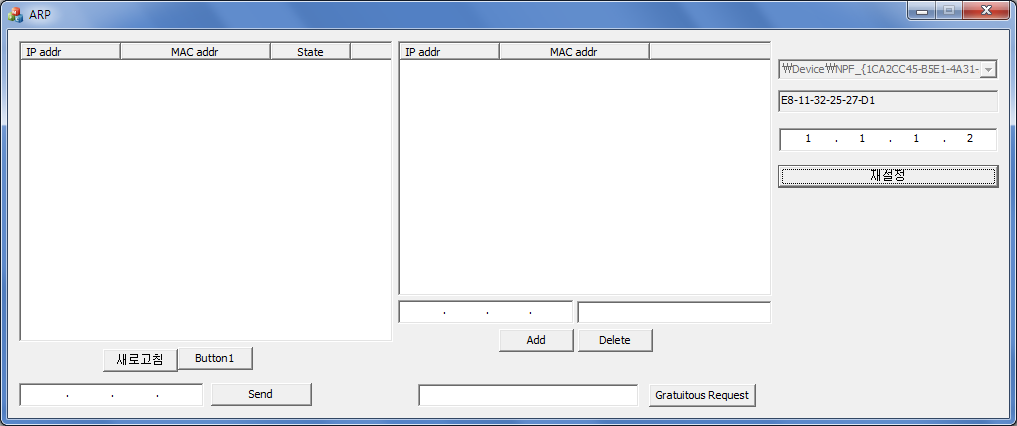 ARP
IP addr MAC addr State
IP addr MAC addr
₩Device₩NPF_{1CA2CC45-B5E1-4A31-
E8-11-32-25-27-D1
1 . 1 . 1 . 2
재설정
. . .
Add Delete
새로고침 Button1
. . . Send
Gratuitous Request